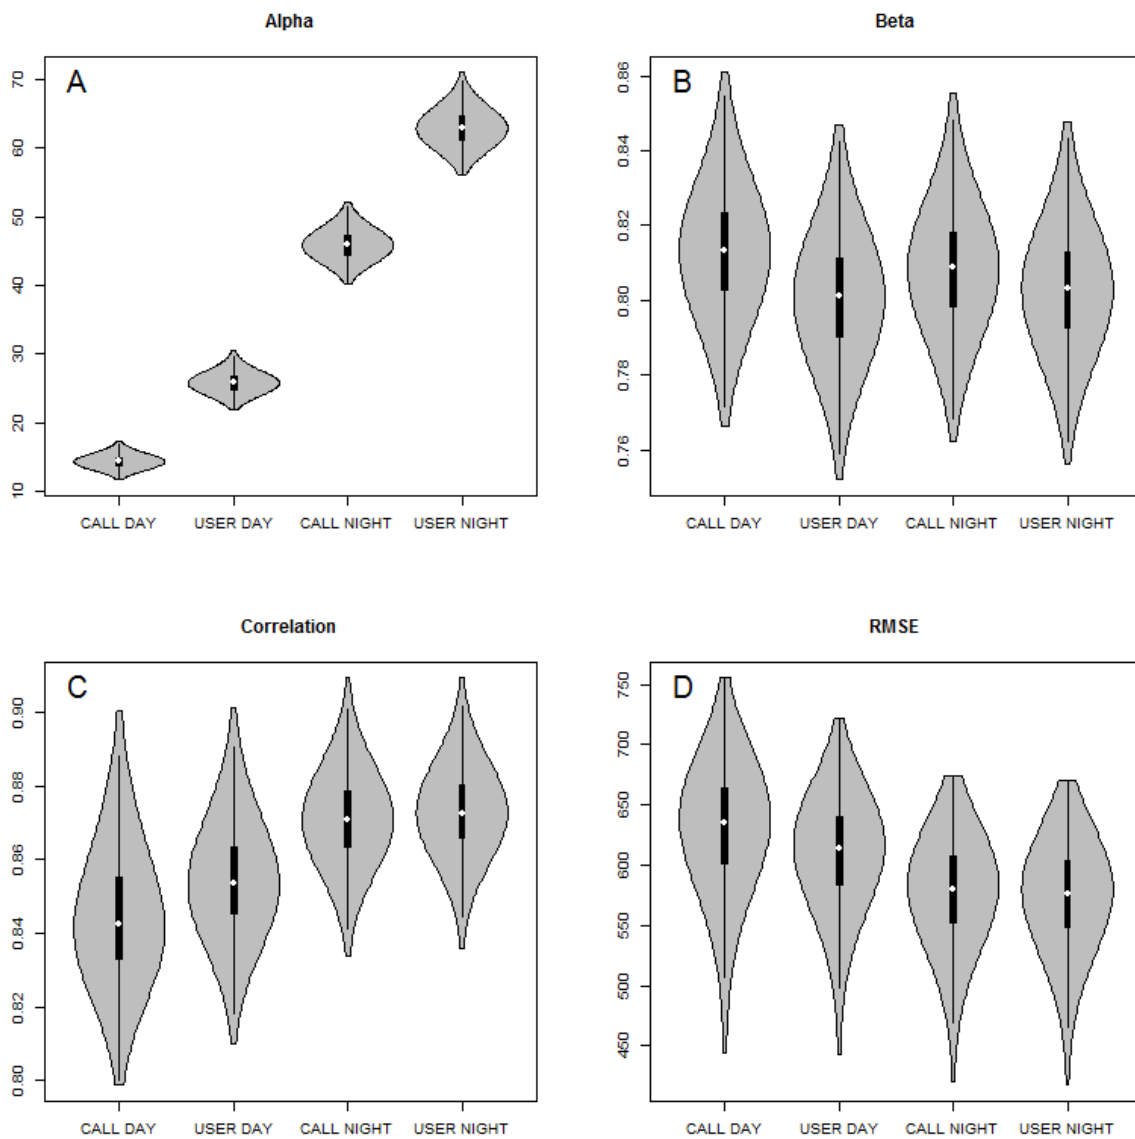 Alpha
A
70
60
50
40
30
20
10
CALL DAY USER DAY CALL NIGHT USER NIGHT
Beta
B
0.86
0.84
0.82
0.80
0.78
0.76
CALL DAY USER DAY CALL NIGHT USER NIGHT
Correlation
C
0.90
0.88
0.86
0.84
0.82
0.80
CALL DAY USER DAY CALL NIGHT USER NIGHT
RMSE
D
750
700
650
600
550
500
450
CALL DAY USER DAY CALL NIGHT USER NIGHT